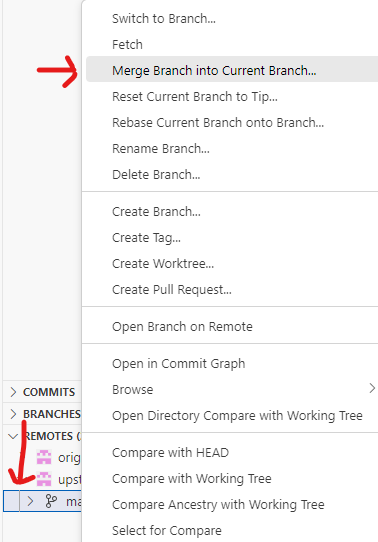 Switch to Branch...
Fetch
Merge Branch into Current Branch...
Reset Current Branch to Tip...
Rebase Current Branch onto Branch...
Rename Branch...
Delete Branch...
Create Branch...
Create Tag...
Create Worktree...
Create Pull Request...
Open Branch on Remote
Open in Commit Graph
Browse
Open Directory Compare with Working Tree
Compare with HEAD
Compare with Working Tree
Compare Ancestry with Working Tree
Select for Compare
COMMITS
BRANCHES
REMOTES (
orig
upst
ma